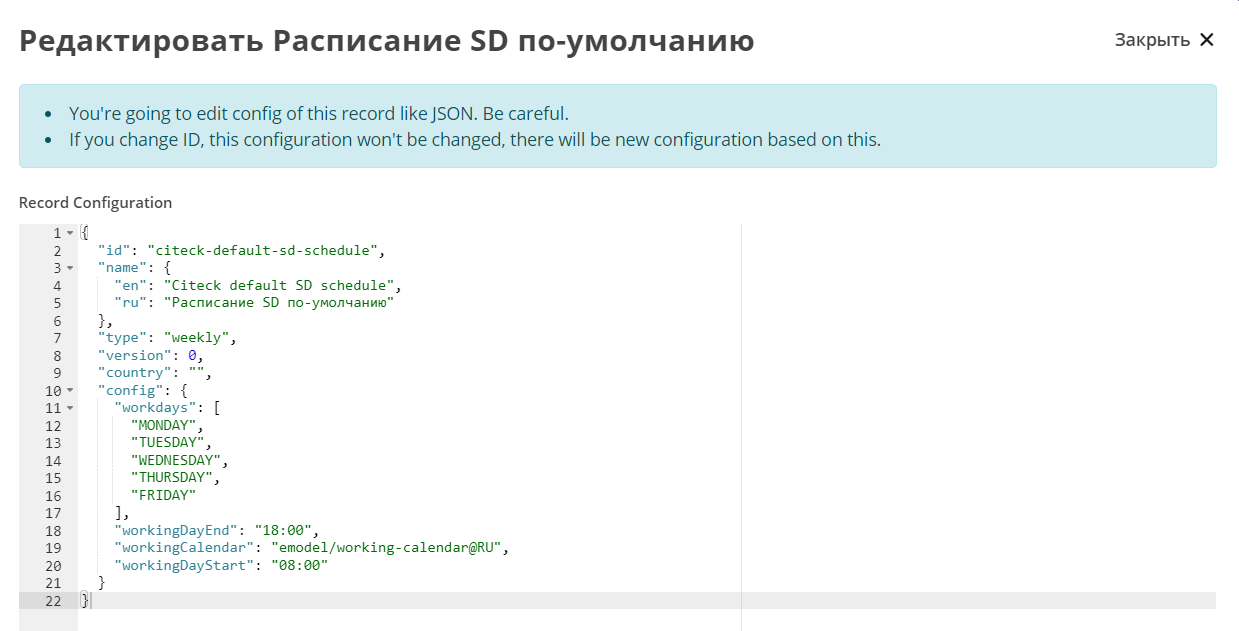 Редактировать Расписание SD по-умолчанию
Закрыть ✕
• You're going to edit config of this record like JSON. Be careful.
• If you change ID, this configuration won't be changed, there will be new configuration based on this.
Record Configuration
1 {
2   "id": "citeck-default-sd-schedule",
3   "name": {
4     "en": "Citeck default SD schedule",
5     "ru": "Расписание SD по-умолчанию"
6   },
7   "type": "weekly",
8   "version": 0,
9   "country": "",
10   "config": {
11     "workdays": [
12       "MONDAY",
13       "TUESDAY",
14       "WEDNESDAY",
15       "THURSDAY",
16       "FRIDAY"
17     ],
18     "workingDayEnd": "18:00",
19     "workingCalendar": "emodel/working-calendar@RU",
20     "workingDayStart": "08:00"
21   }
22 }